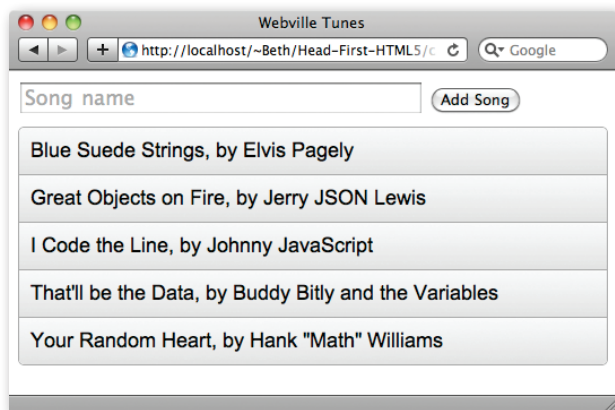 Webville Tunes
http://localhost/~Beth/Head-First-HTML5/c
Google
Song name
Add Song
Blue Suede Strings, by Elvis Pagely
Great Objects on Fire, by Jerry JSON Lewis
I Code the Line, by Johnny JavaScript
That'll be the Data, by Buddy Bitly and the Variables
Your Random Heart, by Hank "Math" Williams